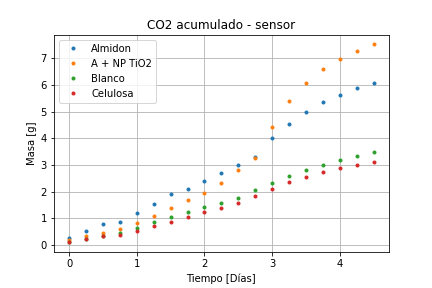 CO2 acumulado - sensor
Almidon
A + NP TiO2
Blanco
Celulosa
Masa [g]
7
6
5
4
3
2
1
0
0 1 2 3 4
Tiempo [Días]